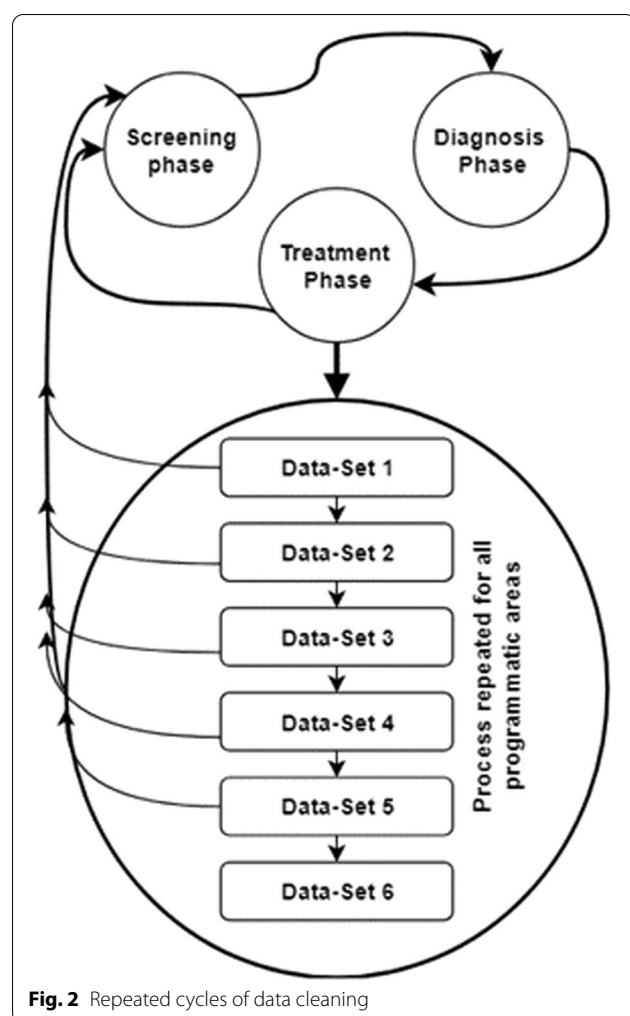 Screening
phase
Diagnosis
Phase
Treatment
Phase
Data-Set 1
Data-Set 2
Data-Set 3
Data-Set 4
Data-Set 5
Data-Set 6
Process repeated for all
programmatic areas
Fig. 2 Repeated cycles of data cleaning